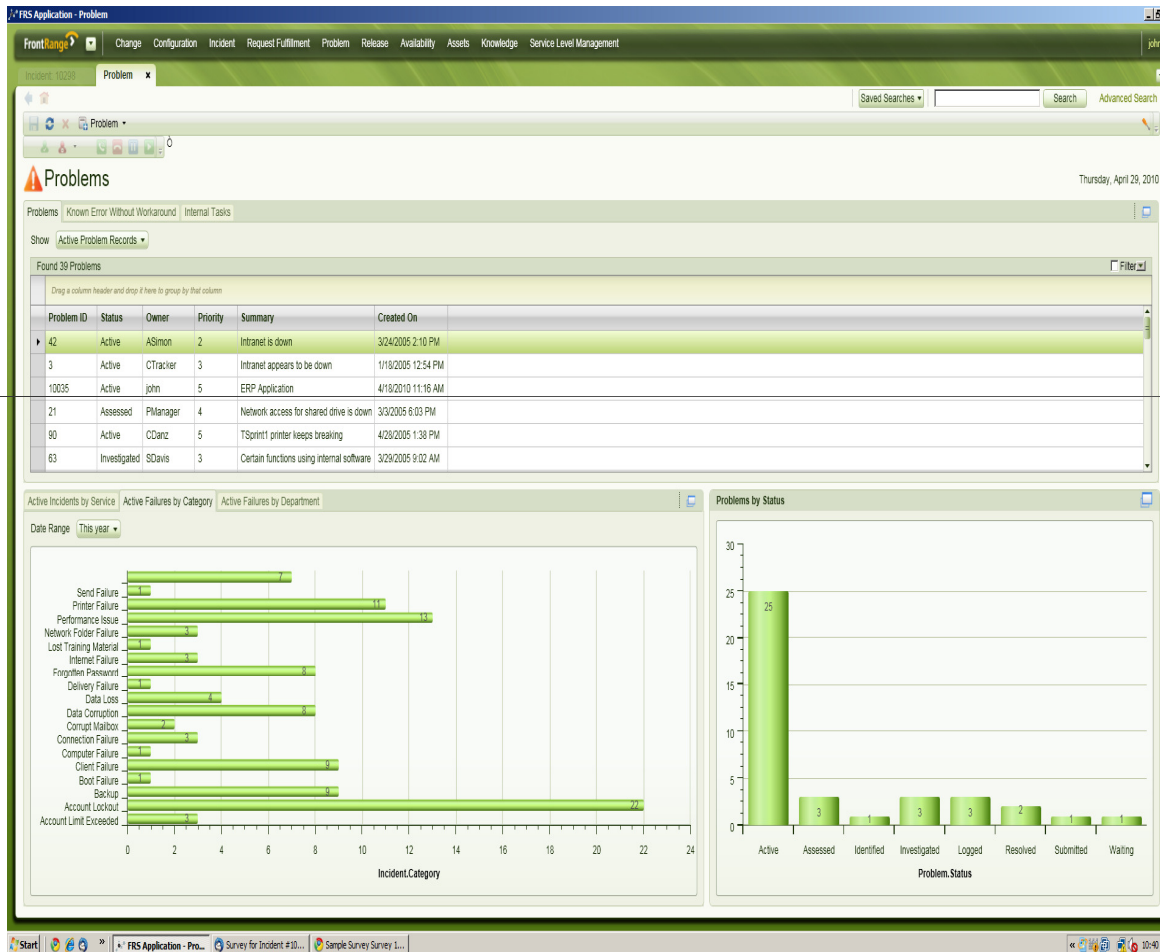 FRS Application - Problem
FrontRange Change Configuration Incident Request Fulfillment Problem Release Availability Assets Knowledge Service Level Management john
Incident: 10298 Problem x
Saved Searches Search Advanced Search
Problem
Problems
Thursday, April 29, 2010
Problems Known Error Without Workaround Internal Tasks
Show Active Problem Records
Found 39 Problems Filter
Drag a column header and drop it here to group by that column
Problem ID Status Owner Priority Summary Created On
42 Active ASimon 2 Intranet is down 3/24/2005 2:10 PM
3 Active CTracker 3 Intranet appears to be down 1/18/2005 12:54 PM
10035 Active john 5 ERP Application 4/18/2010 11:16 AM
21 Assessed PManager 4 Network access for shared drive is down 3/3/2005 6:03 PM
90 Active CDanz 5 TSprint1 printer keeps breaking 4/28/2005 1:38 PM
63 Investigated SDavis 3 Certain functions using internal software 3/29/2005 9:02 AM
Active Incidents by Service Active Failures by Category Active Failures by Department
Date Range This year
7
Send Failure 1
Printer Failure 11
Performance Issue 13
Network Folder Failure 3
Lost Training Material 1
Internet Failure 3
Forgotten Password 8
Delivery Failure 1
Data Loss 4
Data Corruption 8
Corrupt Mailbox 2
Connection Failure 3
Computer Failure 1
Client Failure 9
Boot Failure 1
Backup 9
Account Lockout 22
Account Limit Exceeded 3
0 2 4 6 8 10 12 14 16 18 20 22 24
Incident.Category
Problems by Status
30
25
20
15
10
5
0
25 3 1 3 3 2 1 1
Active Assessed Identified Investigated Logged Resolved Submitted Waiting
Problem.Status
Start » FRS Application - Pro... Survey for Incident #10... Sample Survey Survey 1... « 10:40